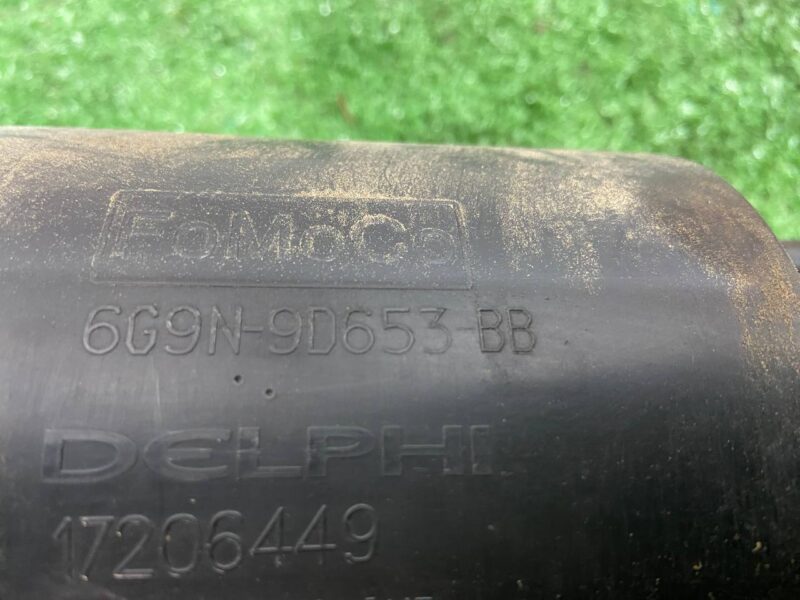 FoMoCo
6G9N-9D653-BB
DELPHI
17206449